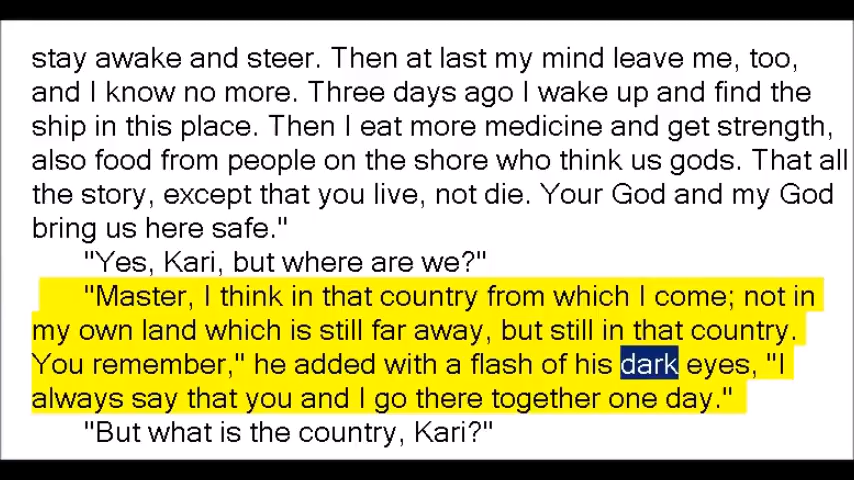 stay awake and steer. Then at last my mind leave me, too,
and I know no more. Three days ago I wake up and find the
ship in this place. Then I eat more medicine and get strength,
also food from people on the shore who think us gods. That all
the story, except that you live, not die. Your God and my God
bring us here safe."
"Yes, Kari, but where are we?"
"Master, I think in that country from which I come; not in
my own land which is still far away, but still in that country.
You remember," he added with a flash of his dark eyes, "I
always say that you and I go there together one day."
"But what is the country, Kari?"